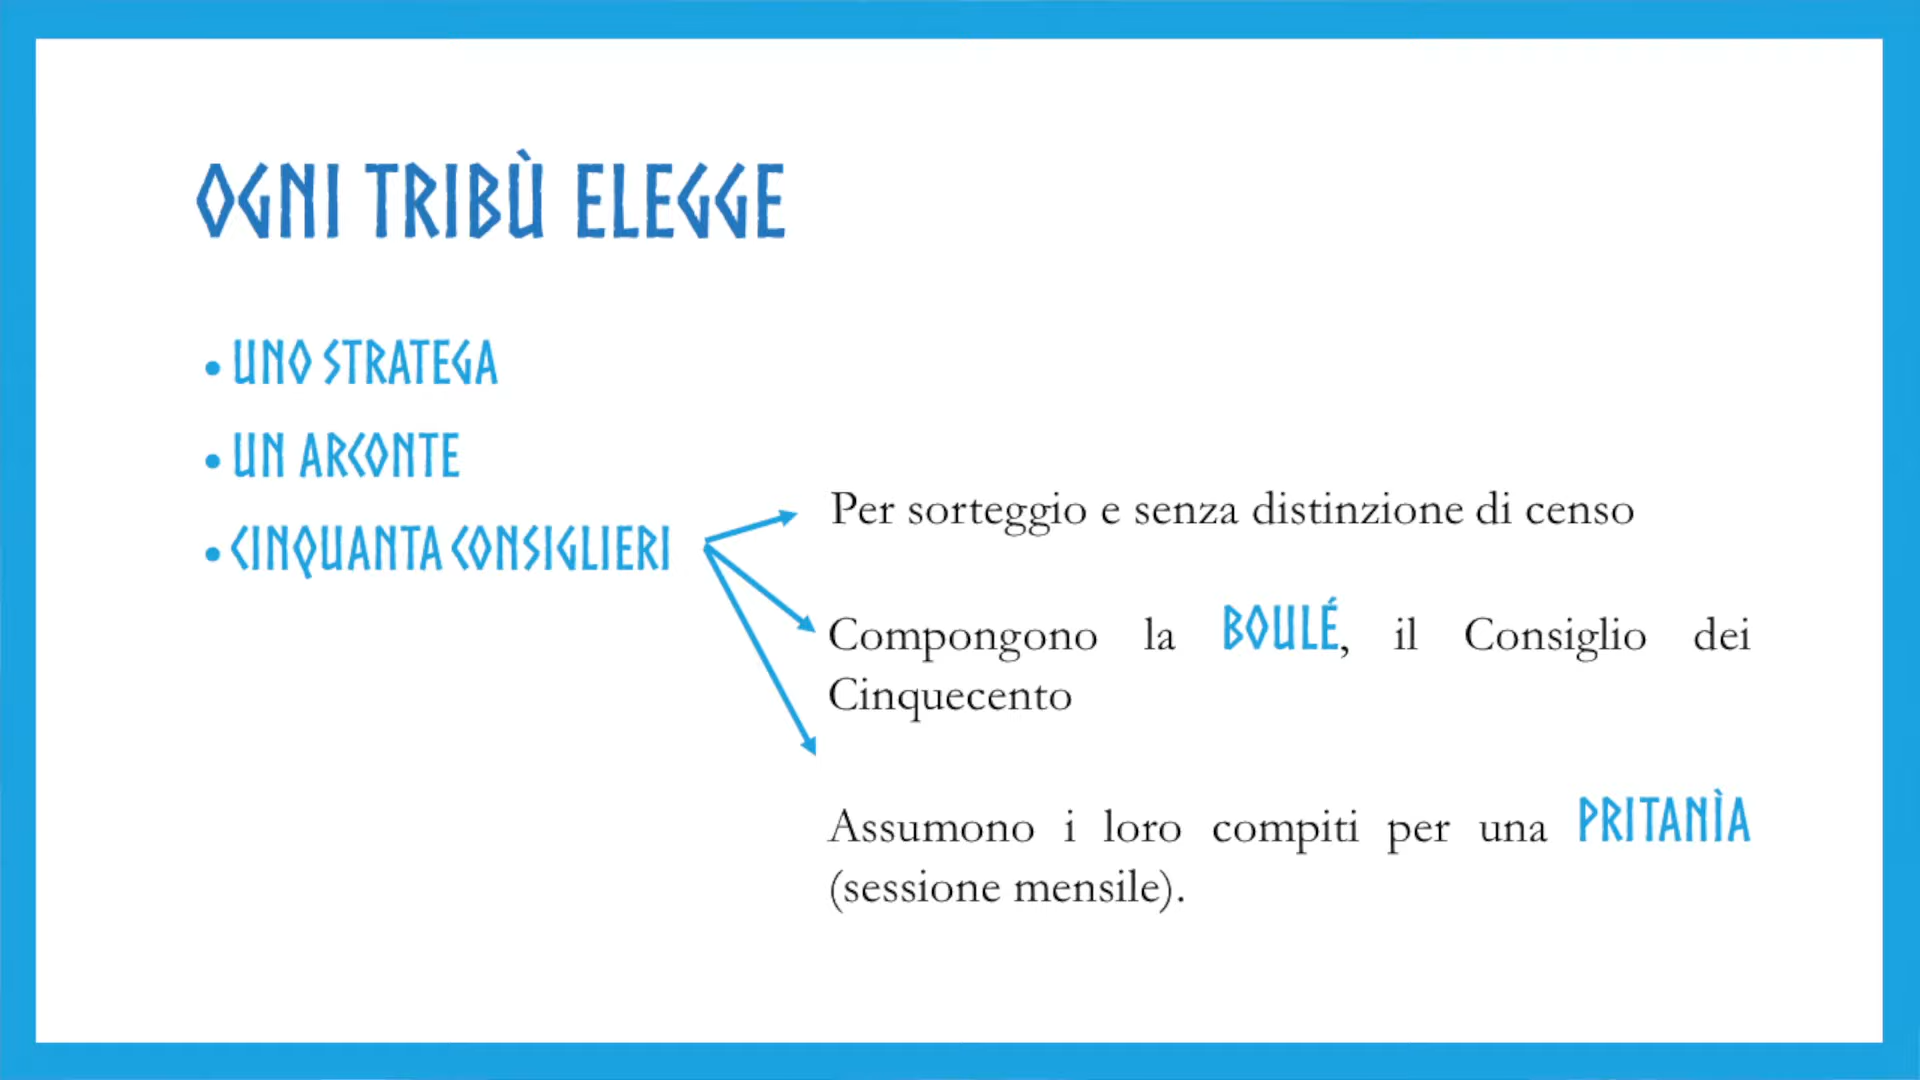 OGNI TRIBÙ ELEGGE
• UNO STRATEGA
• UN ARCONTE
• CINQUANTA CONSIGLIERI
Per sorteggio e senza distinzione di censo
Compongono la BOULÉ, il Consiglio dei
Cinquecento
Assumono i loro compiti per una PRITANÌA
(sessione mensile).